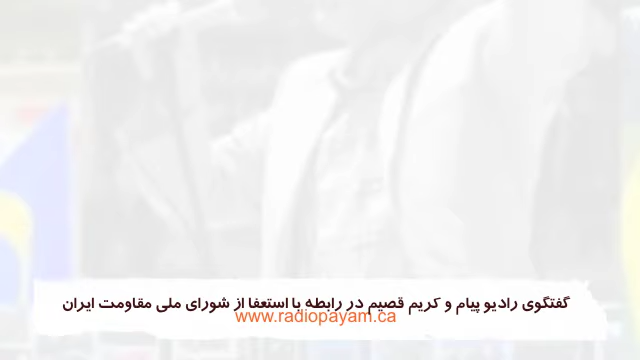 گفتگوی رادیو پیام و کریم قصیم در رابطه با استعفا از شورای ملی مقاومت ایران
www.radiopayam.ca